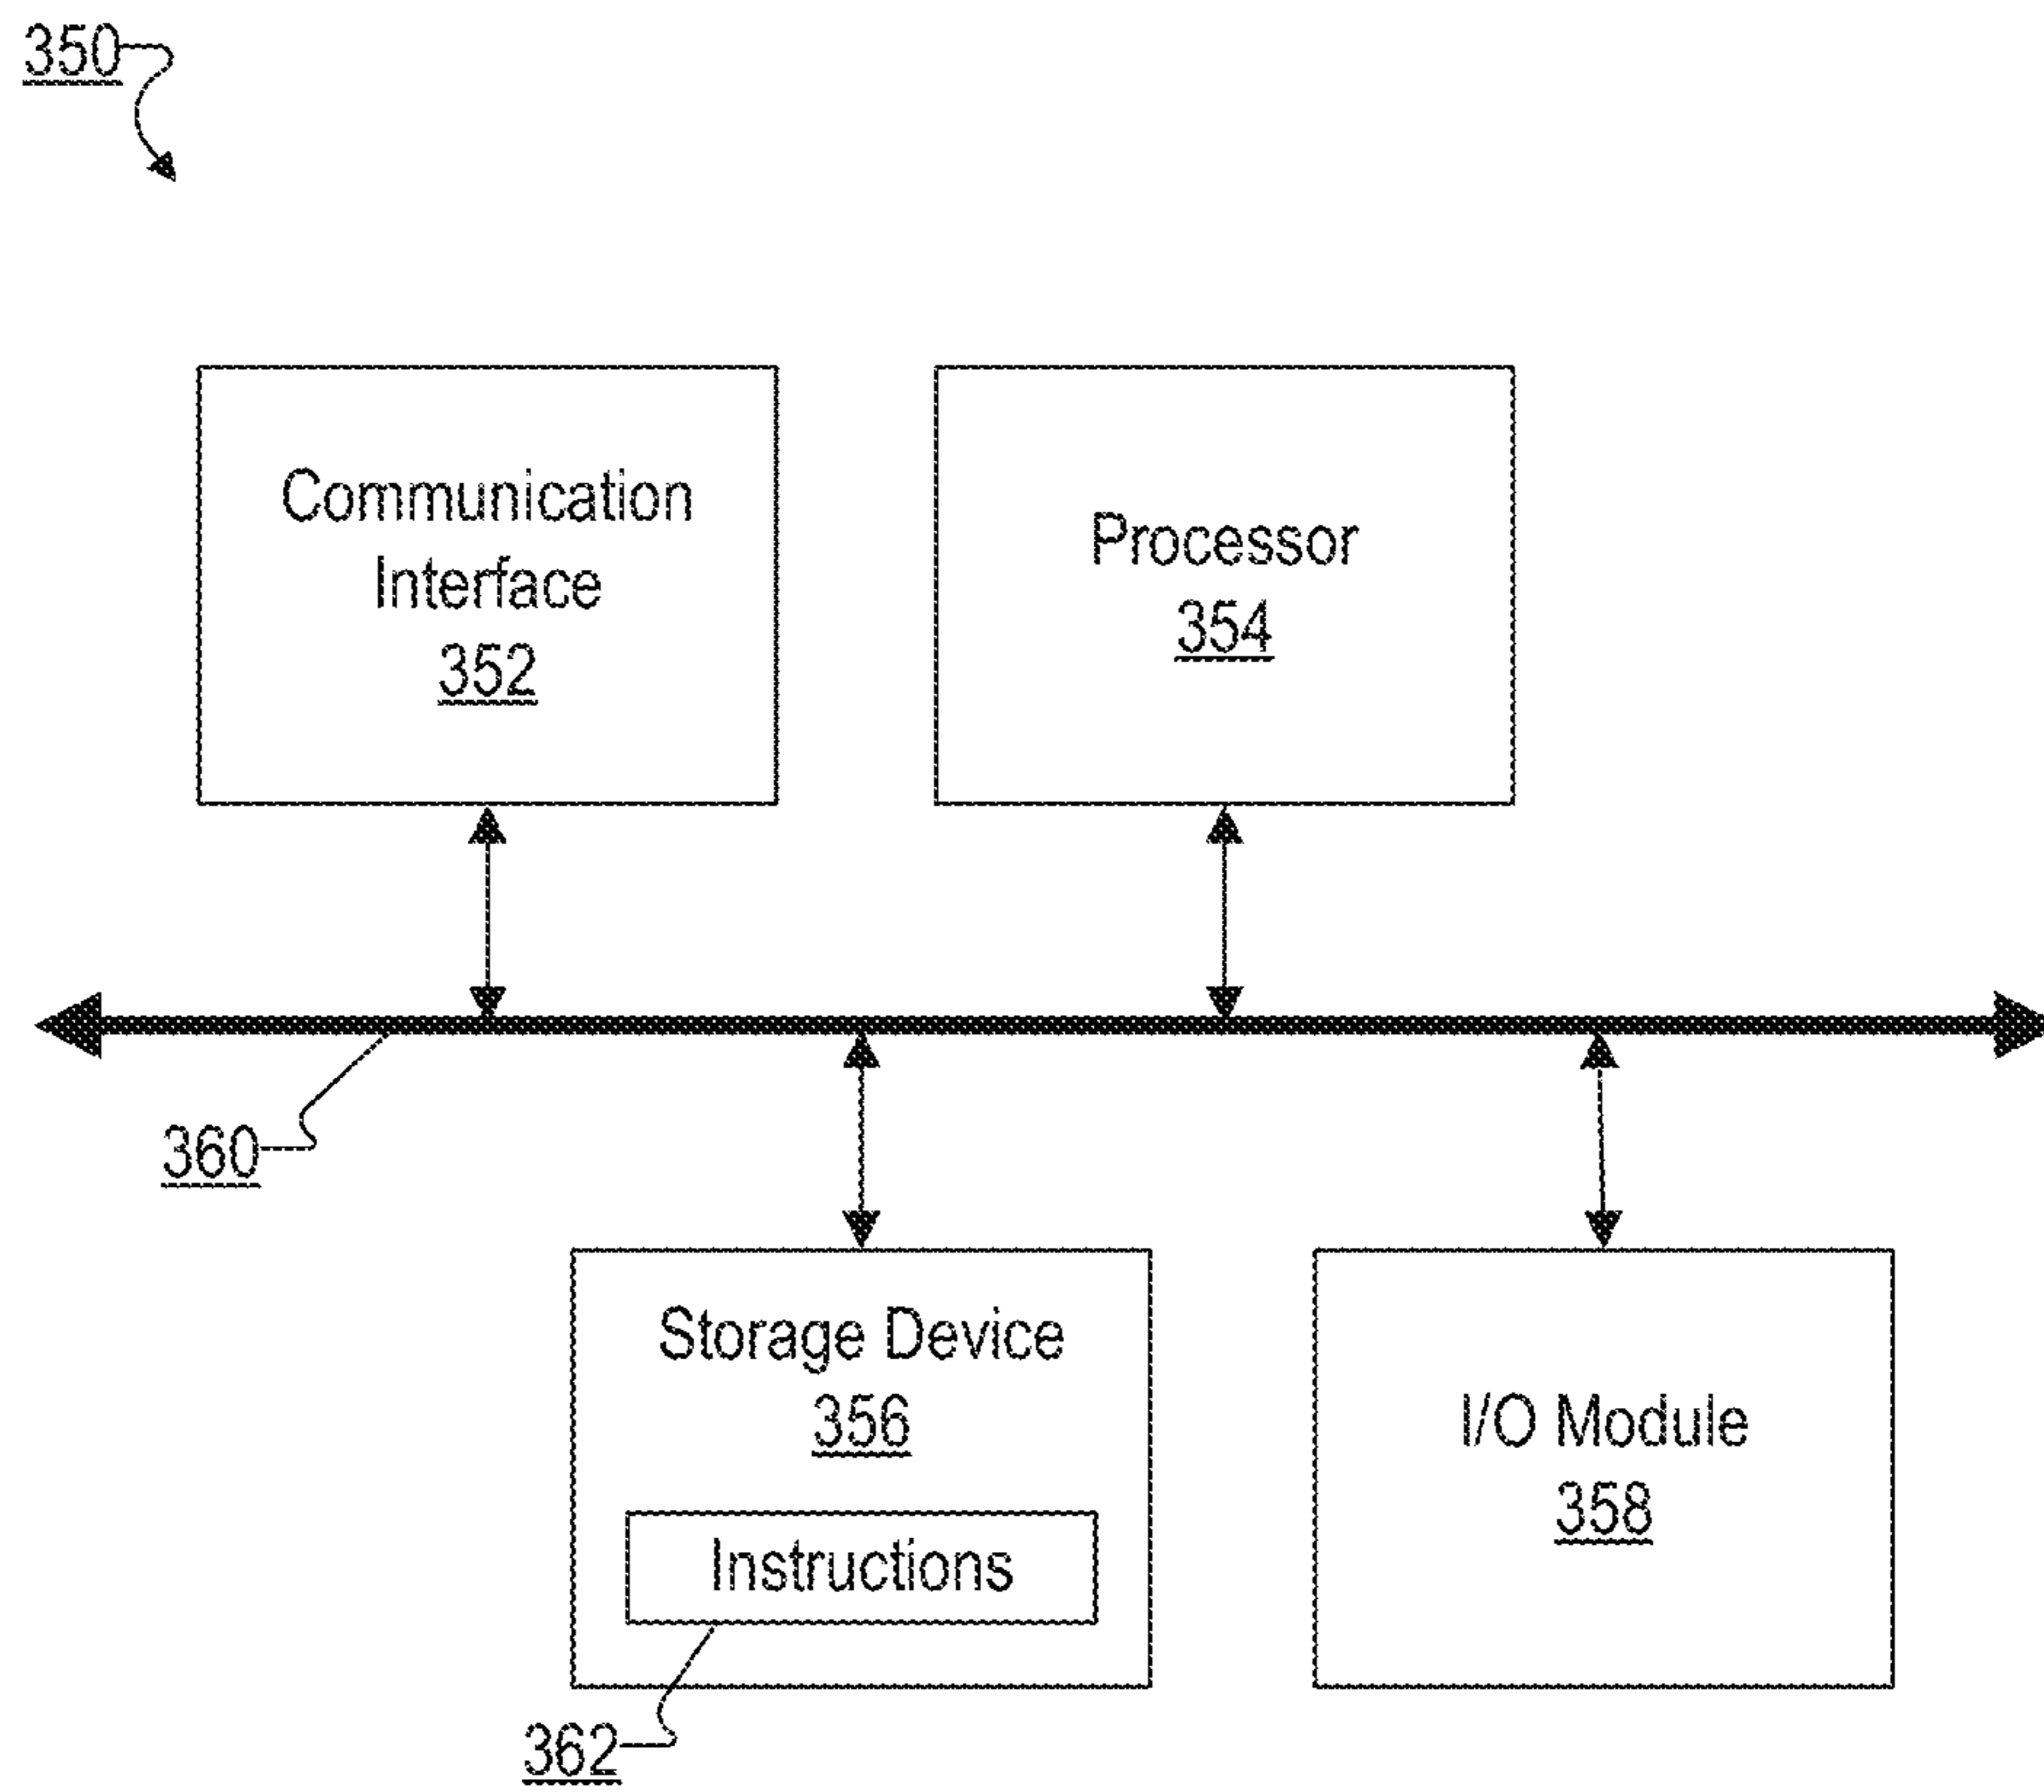 350
Communication
Interface
352
Processor
354
360
Storage Device
356
Instructions
362
I/O Module
358